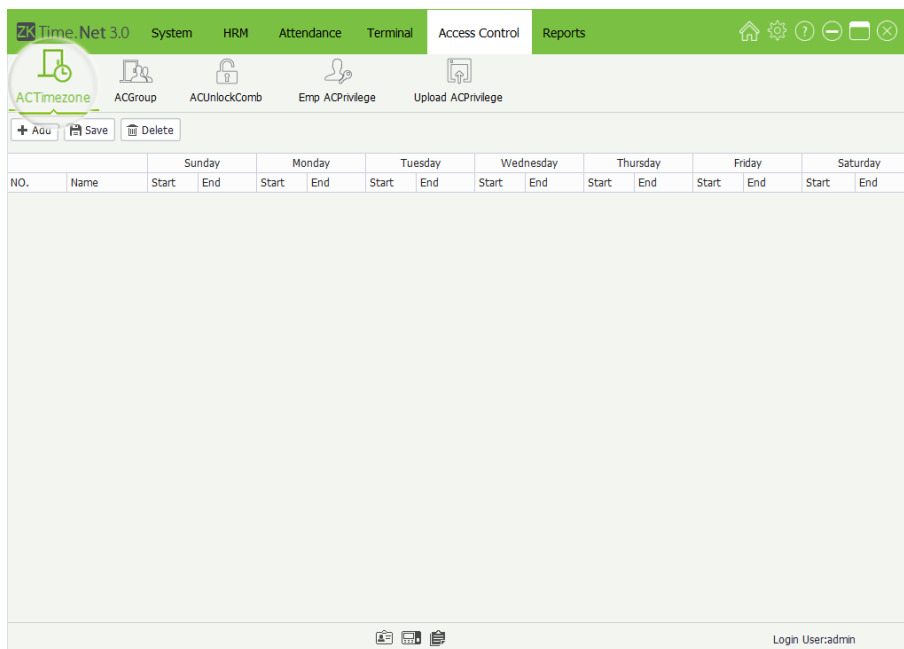 ZKTime.Net 3.0 System HRM Attendance Terminal Access Control Reports
ACTimezone ACGroup ACUnlockComb Emp ACPrivilege Upload ACPrivilege
Add Save Delete
Sunday Monday Tuesday Wednesday Thursday Friday Saturday
NO. Name Start End Start End Start End Start End Start End Start End Start End
Login User:admin